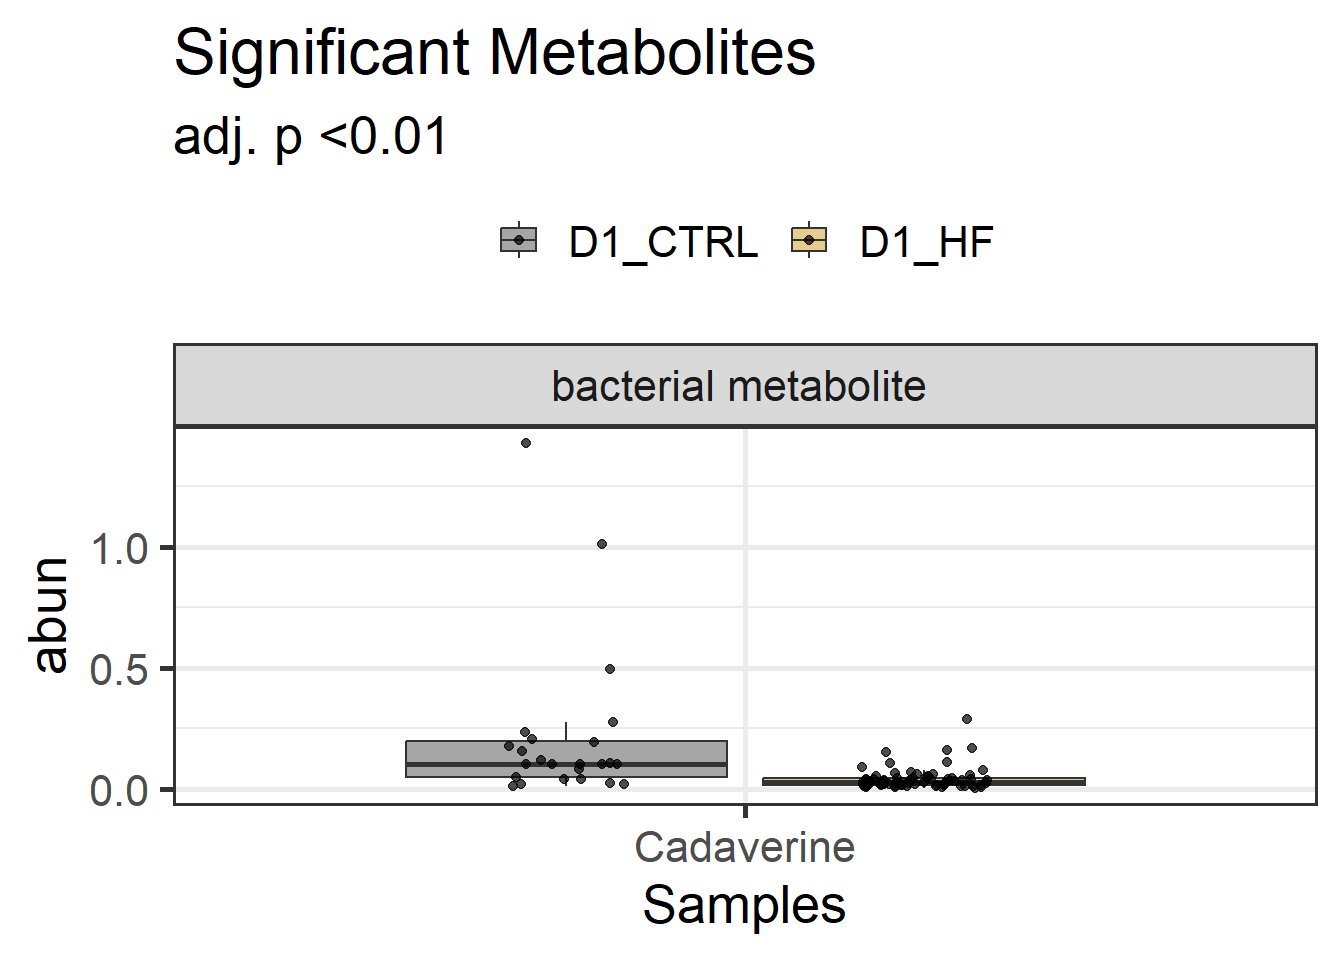 Significant Metabolites
adj. p <0.01
D1_CTRL D1_HF
bacterial metabolite
abun
1.0
0.5
0.0
Cadaverine
Samples